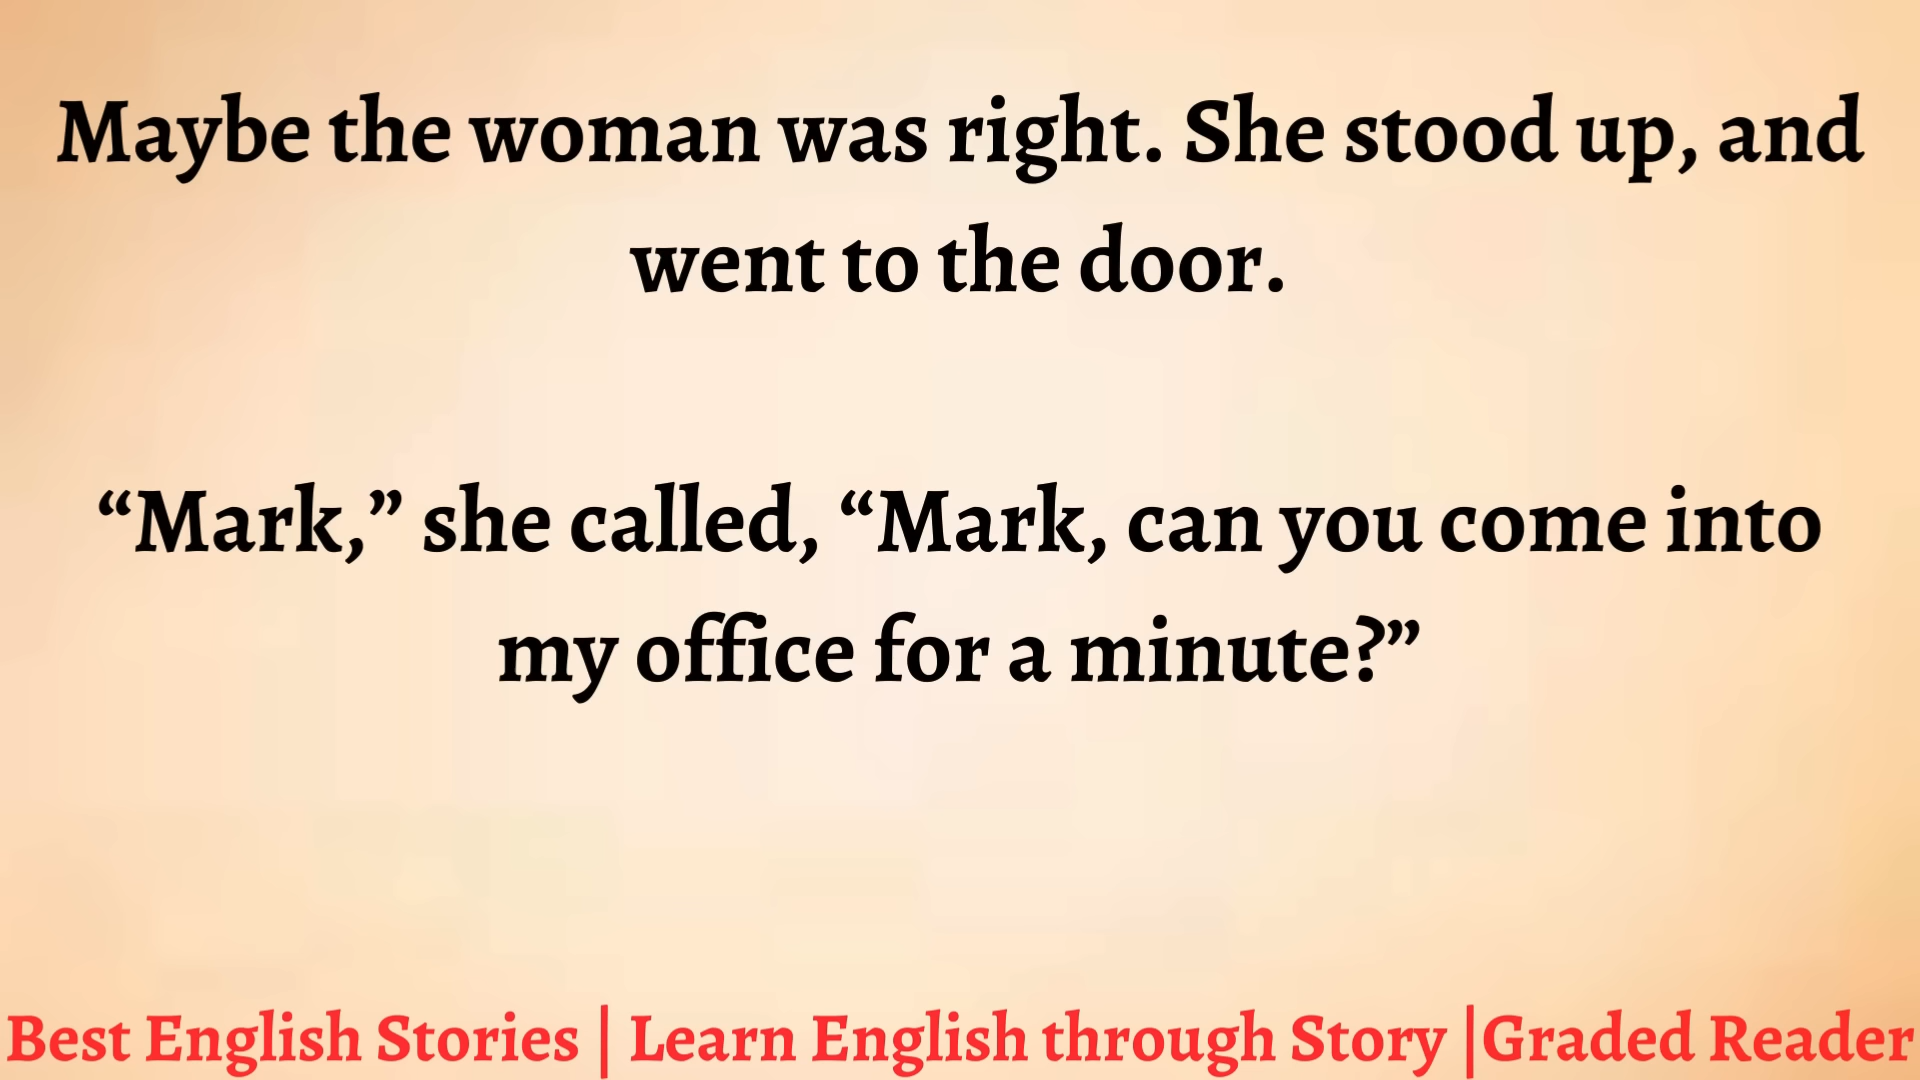 Maybe the woman was right. She stood up, and
went to the door.
“Mark,” she called, “Mark, can you come into
my office for a minute?”
Best English Stories | Learn English through Story |Graded Reader